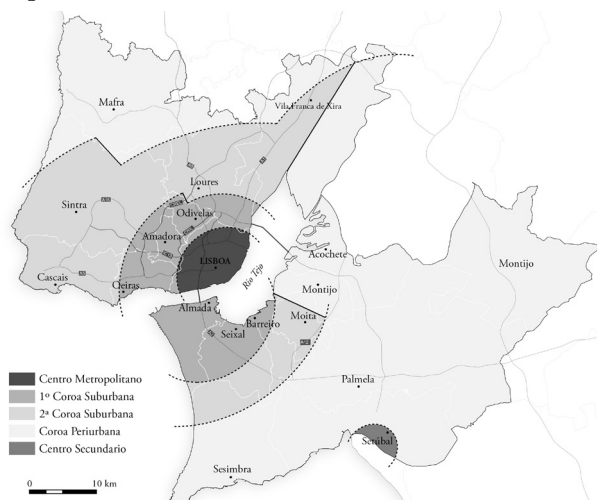 Mafra
Vila Franca de Xira
Loures
Sintra
Odivelas
Amadora
LISBOA
Acochete
Montijo
Cascais
Oeiras
Rio Tejo
Montijo
Almada
Barreiro
Moita
Seixal
Centro Metropolitano
1º Coroa Suburbana
2ª Coroa Suburbana
Coroa Periurbana
Centro Secundario
Palmela
Setúbal
Sesimbra
0 10 km